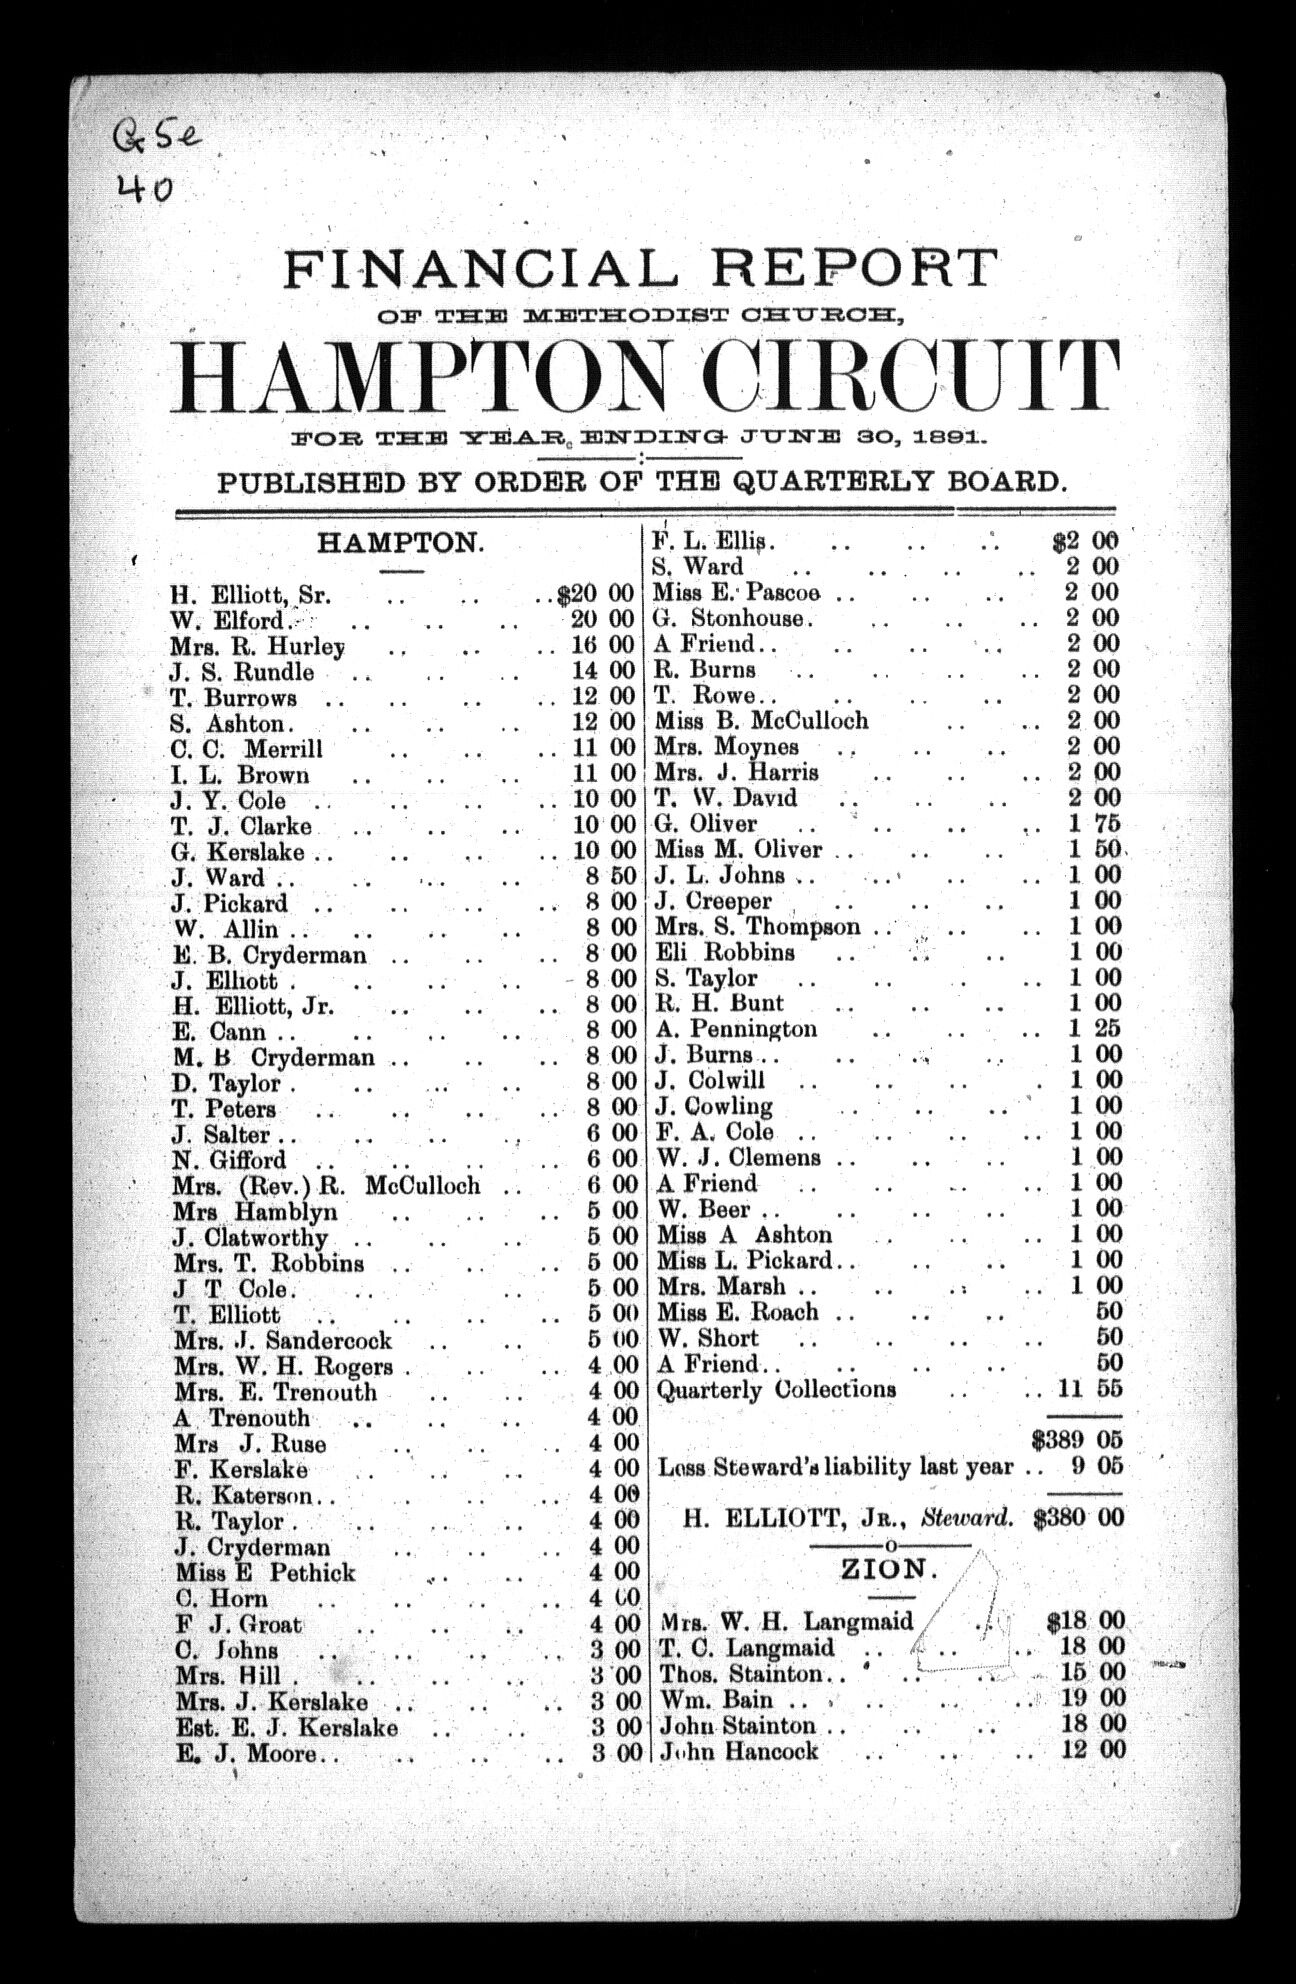 G5e
40
FINANCIAL REPORT
OF THE METHODIST CHURCH,
HAMPTON CIRCUIT
FOR THE YEAR ENDING JUNE 30, 1891.
PUBLISHED BY ORDER OF THE QUARTERLY BOARD.
HAMPTON.
H. Elliott, Sr. .. .. ..$20 00
W. Elford. .. .. .. 20 00
Mrs. R. Hurley .. .. .. 16 00
J. S. Rundle .. .. .. 14 00
T. Burrows .. .. .. .. 12 00
S. Ashton. .. .. .. 12 00
C. C. Merrill .. .. .. 11 00
I. L. Brown .. .. .. 11 00
J. Y. Cole .. .. .. .. 10 00
T. J. Clarke .. .. .. 10 00
G. Kerslake .. .. .. .. 10 00
J. Ward .. .. .. .. 8 50
J. Pickard .. .. .. .. 8 00
W. Allin .. .. .. .. 8 00
E. B. Cryderman .. .. .. 8 00
J. Elliott . .. .. .. 8 00
H. Elliott, Jr. .. .. .. 8 00
E. Cann .. .. .. .. 8 00
M. B Cryderman .. .. .. 8 00
D. Taylor . .. .. .. 8 00
T. Peters .. .. .. .. 8 00
J. Salter .. .. .. . 6 00
N. Gifford .. .. .. .. 6 00
Mrs. (Rev.) R. McCulloch .. 6 00
Mrs Hamblyn .. .. .. 5 00
J. Clatworthy .. .. .. 5 00
Mrs. T. Robbins .. .. .. 5 00
J T Cole. .. .. 5 00
T. Elliott .. .. .. .. 5 00
Mrs. J. Sandercock .. .. 5 00
Mrs. W. H. Rogers . .. .. 4 00
Mrs. E. Trenouth .. .. 4 00
A Trenouth .. .. .. 4 00
Mrs J. Ruse .. .. . 4 00
F. Kerslake .. .. .. 4 00
R. Katerson.. . .. .. 4 00
R. Taylor . .. .. .. 4 00
J. Cryderman .. .. .. 4 00
Miss E Pethick .. .. 4 00
C. Horn .. .. .. .. 4 00
F J. Groat .. .. .. 4 00
C. Johns .. .. .. .. 3 00
Mrs. Hill . .. .. .. 3 00
Mrs. J. Kerslake .. .. .. 3 00
Est. E. J. Kerslake .. .. 3 00
E. J. Moore.. .. .. .. 3 00
F. L. Ellis. .. .. .. $2 00
S. Ward .. .. .. .. 2 00
Miss E. Pascoe .. .. .. 2 00
G. Stonhouse. .. .. .. 2 00
A Friend.. .. .. .. 2 00
R. Burns .. .. .. .. 2 00
T. Rowe.. .. .. .. 2 00
Miss B. McCulloch .. .. 2 00
Mrs. Moynes .. .. .. 2 00
Mrs. J. Harris .. .. .. 2 00
T. W. David .. .. .. 2 00
G. Oliver .. .. .. .. 1 75
Miss M. Oliver .. .. .. 1 50
J. L. Johns .. .. .. .. 1 00
J. Creeper .. .. .. 1 00
Mrs. S. Thompson .. .. .. 1 00
Eli Robbins .. .. .. 1 00
S. Taylor .. .. . .. 1 00
R. H. Bunt .. .. .. 1 00
A. Pennington .. .. .. 1 25
J. Burns .. .. .. .. 1 00
J. Colwill .. .. .. . 1 00
J. Cowling .. .. .. 1 00
F. A. Cole .. .. .. .. 1 00
W. J. Clemens .. .. .. 1 00
A Friend .. .. .. .. 1 00
W. Beer .. .. .. .. 1 00
Miss A Ashton .. .. .. 1 00
Miss L. Pickard.. .. .. 1 00
Mrs. Marsh .. .. .. .. 1 00
Miss E. Roach .. .. .. 50
W. Short .. .. .. .. 50
A Friend.. .. .. .. 50
Quarterly Collections .. .. 11 55
$389 05
Less Steward's liability last year .. 9 05
H. ELLIOTT, JR., Steward. $380 00
o
ZION.
Mrs. W. H. Langmaid .. $18 00
T. C. Langmaid .. .. .. 18 00
Thos. Stainton.. .. .. 15 00
Wm. Bain .. .. .. .. 19 00
John Stainton .. .. .. 18 00
John Hancock .. .. .. 12 00